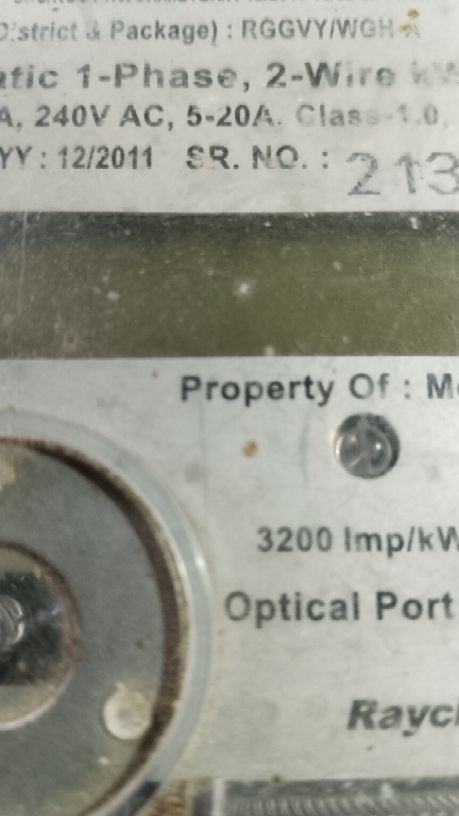 District & Package) : RGGVY/WGH-
atic 1-Phase, 2-Wire
A, 240V AC, 5-20A. Class-1.0,
YY : 12/2011 SR. NO. : 213
Property Of : M
3200 Imp/kW
Optical Port
Rayc